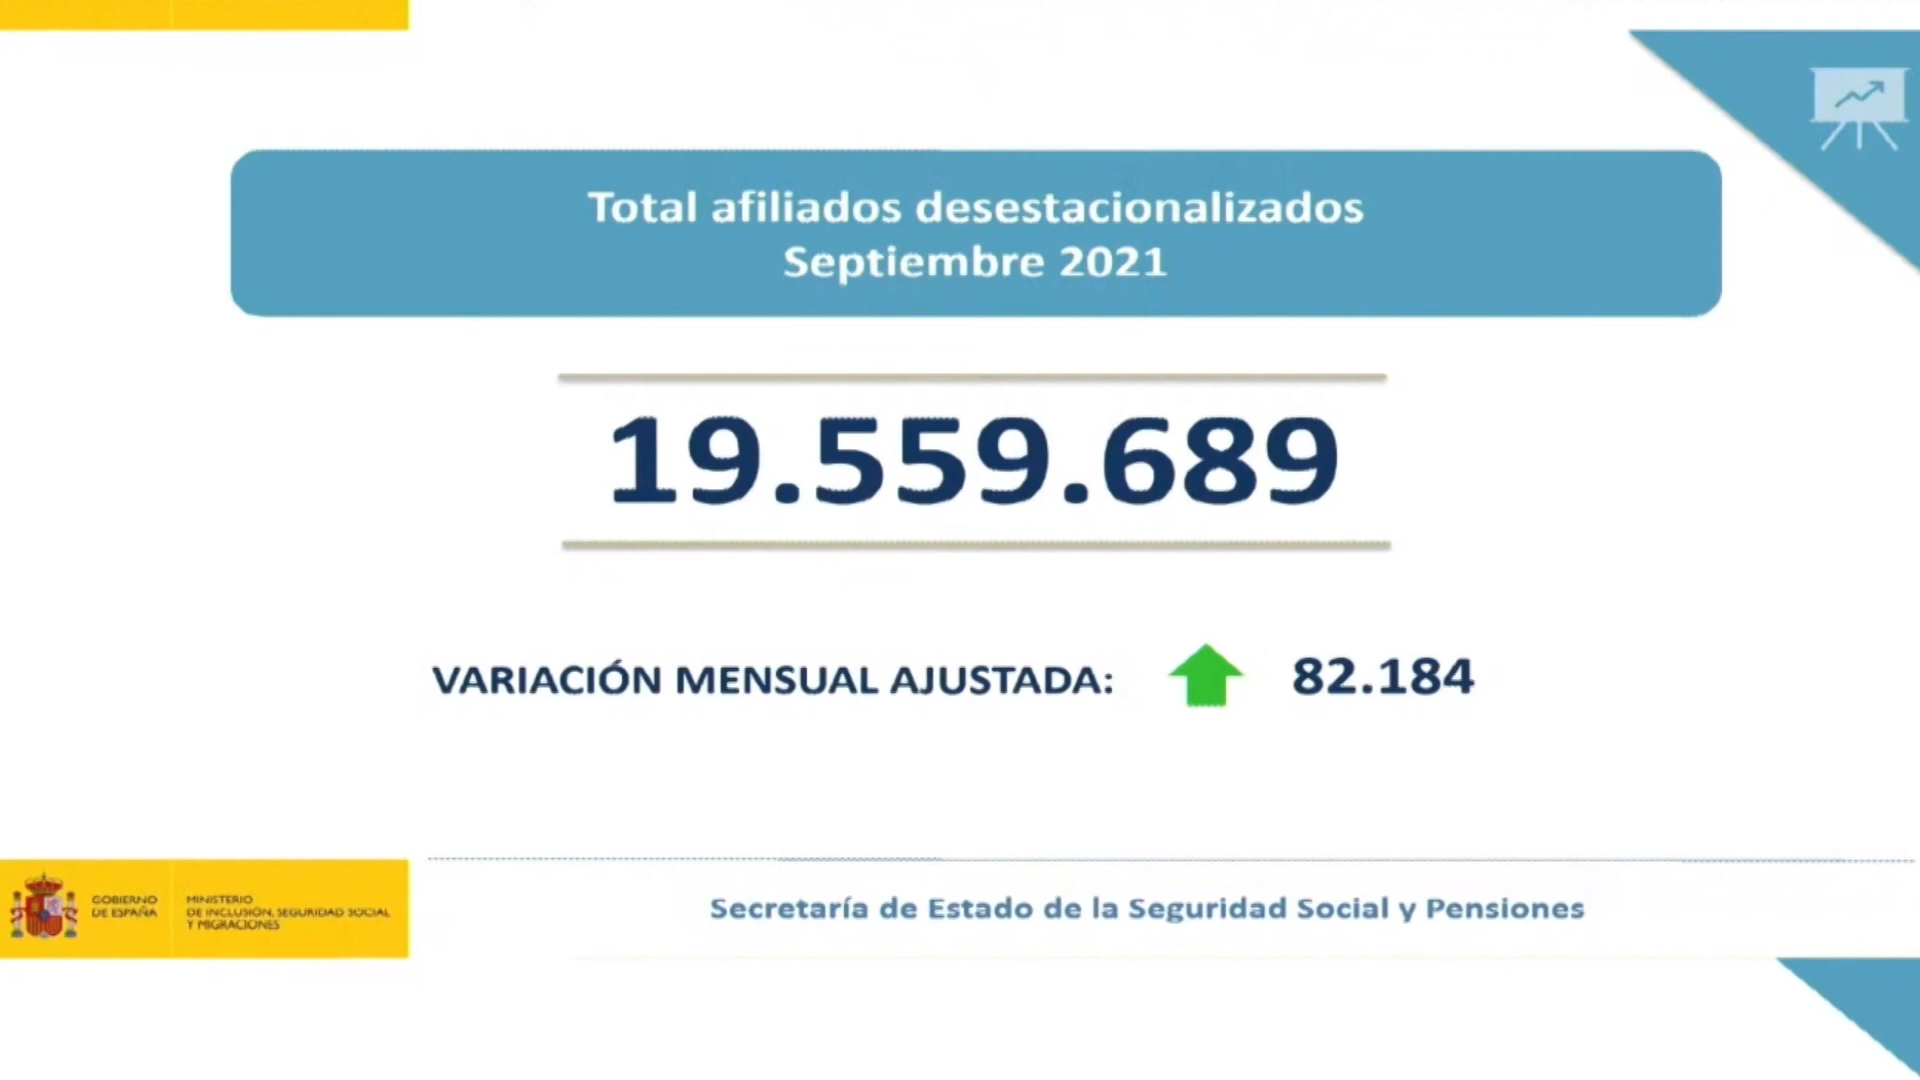 Total afiliados desestacionalizados
Septiembre 2021
19.559.689
VARIACIÓN MENSUAL AJUSTADA: 82.184
GOBIERNO
DE ESPAÑA
MINISTERIO
DE INCLUSIÓN, SEGURIDAD SOCIAL
Y MIGRACIONES
Secretaría de Estado de la Seguridad Social y Pensiones